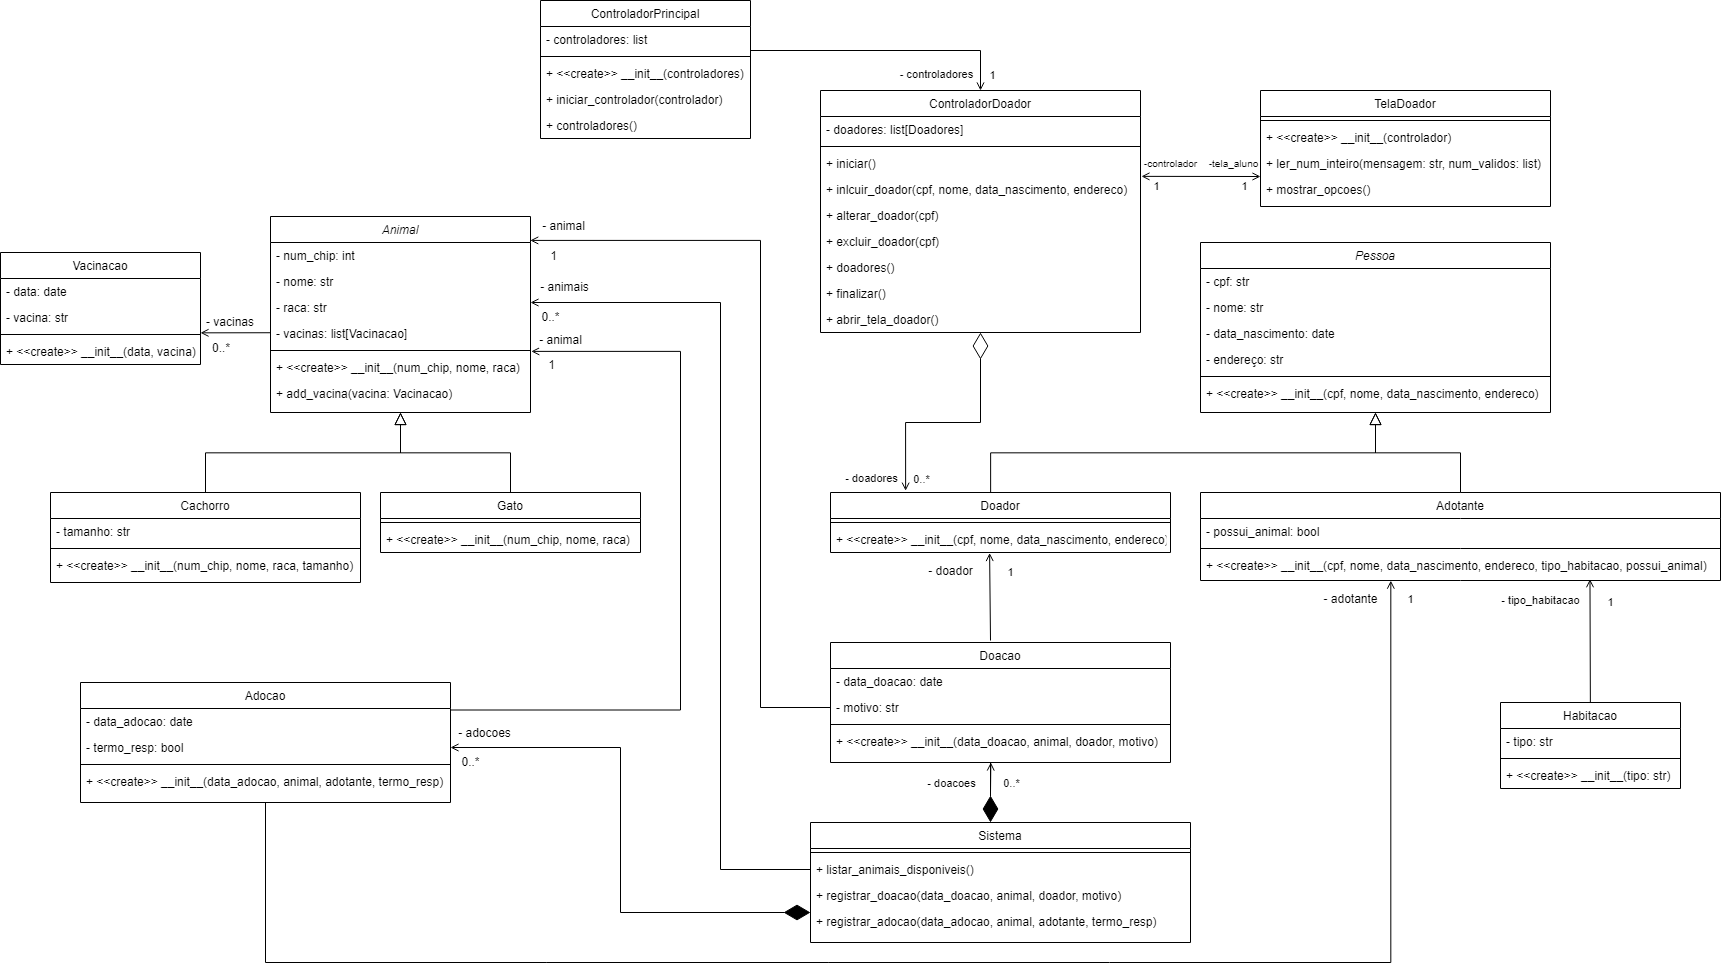 ControladorPrincipal
- controladores: list
+ <<create>> __init__(controladores)
+ iniciar_controlador(controlador)
+ controladores()
- controladores
1
ControladorDoador
- doadores: list[Doadores]
+ iniciar()
+ inlcuir_doador(cpf, nome, data_nascimento, endereco)
+ alterar_doador(cpf)
+ excluir_doador(cpf)
+ doadores()
+ finalizar()
+ abrir_tela_doador()
-controlador
-tela_aluno
1
1
TelaDoador
+ <<create>> __init__(controlador)
+ ler_num_inteiro(mensagem: str, num_validos: list)
+ mostrar_opcoes()
Vacinacao
- data: date
- vacina: str
+ <<create>> __init__(data, vacina)
- vacinas
0..*
Animal
- num_chip: int
- nome: str
- raca: str
- vacinas: list[Vacinacao]
+ <<create>> __init__(num_chip, nome, raca)
+ add_vacina(vacina: Vacinacao)
- animal
1
- animais
0..*
- animal
1
Pessoa
- cpf: str
- nome: str
- data_nascimento: date
- endereço: str
+ <<create>> __init__(cpf, nome, data_nascimento, endereco)
Cachorro
- tamanho: str
+ <<create>> __init__(num_chip, nome, raca, tamanho)
Gato
+ <<create>> __init__(num_chip, nome, raca)
- doadores
0..*
Doador
+ <<create>> __init__(cpf, nome, data_nascimento, endereco)
- doador
1
Adotante
- possui_animal: bool
+ <<create>> __init__(cpf, nome, data_nascimento, endereco, tipo_habitacao, possui_animal)
- adotante
1
- tipo_habitacao
1
Doacao
- data_doacao: date
- motivo: str
+ <<create>> __init__(data_doacao, animal, doador, motivo)
- doacoes
0..*
Adocao
- data_adocao: date
- termo_resp: bool
+ <<create>> __init__(data_adocao, animal, adotante, termo_resp)
- adocoes
0..*
Habitacao
- tipo: str
+ <<create>> __init__(tipo: str)
Sistema
+ listar_animais_disponiveis()
+ registrar_doacao(data_doacao, animal, doador, motivo)
+ registrar_adocao(data_adocao, animal, adotante, termo_resp)